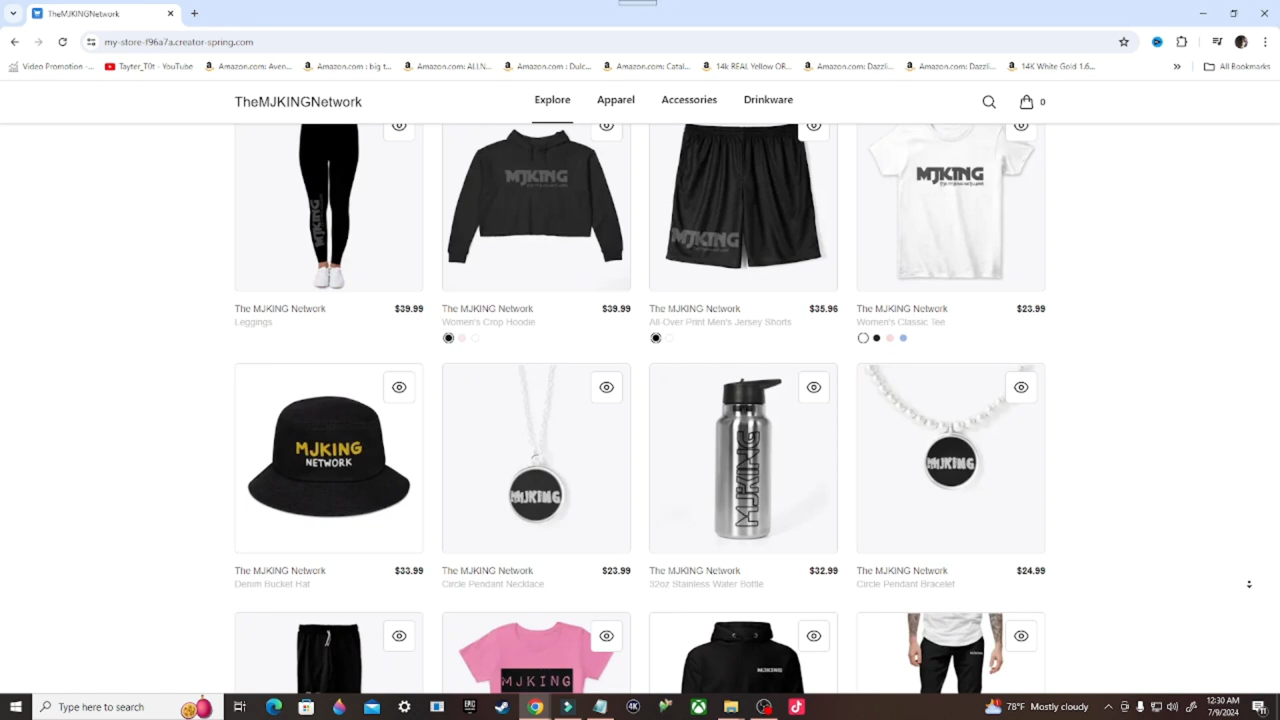 TheMJKINGNetwork
my-store-f96a7a.creator-spring.com
Video Promotion -...
Tayter_T0t - YouTube
Amazon.com: Aven...
Amazon.com : big t...
Amazon.com: ALLN...
Amazon.com : Dulc...
Amazon.com: Catal...
14k REAL Yellow OR...
Amazon.com: Dazzli...
Amazon.com: Dazzli...
14K White Gold 1.6...
All Bookmarks
TheMJKINGNetwork
Explore
Apparel
Accessories
Drinkware
0
MJKING
MJKING
MJKING
MJKING
The MJKING Network $39.99
Leggings
The MJKING Network $39.99
Women's Crop Hoodie
The MJKING Network $35.96
All-Over Print Men's Jersey Shorts
The MJKING Network $23.99
Women's Classic Tee
MJKING
NETWORK
MJKING
MJKING
MJKING
The MJKING Network $33.99
Denim Bucket Hat
The MJKING Network $23.99
Circle Pendant Necklace
The MJKING Network $32.99
32oz Stainless Water Bottle
The MJKING Network $24.99
Circle Pendant Bracelet
MJKING
MJKING
Type here to search
EPIC
4K
78°F Mostly cloudy
12:30 AM
7/9/2024